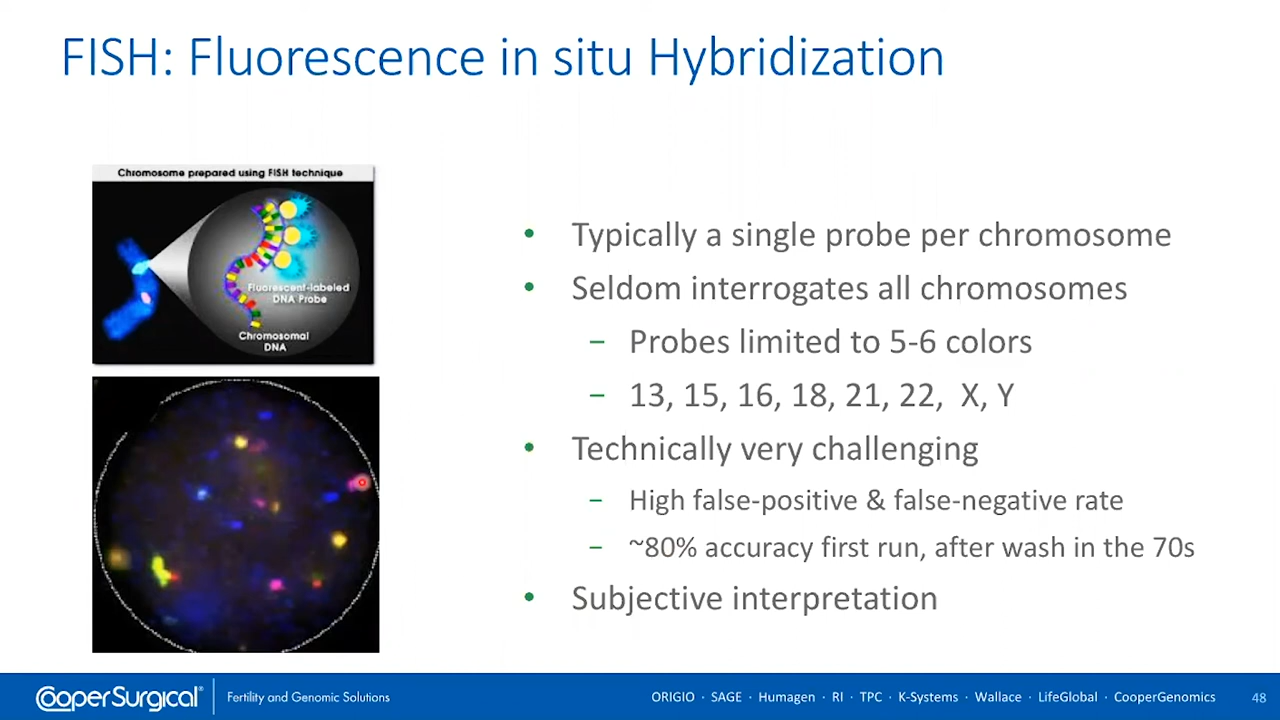 FISH: Fluorescence in situ Hybridization
Chromosome prepared using FISH technique
Fluorescent-labeled
DNA Probe
Chromosomal
DNA
• Typically a single probe per chromosome
• Seldom interrogates all chromosomes
− Probes limited to 5-6 colors
− 13, 15, 16, 18, 21, 22, X, Y
• Technically very challenging
− High false-positive & false-negative rate
− ~80% accuracy first run, after wash in the 70s
• Subjective interpretation
CooperSurgical® Fertility and Genomic Solutions
ORIGIO · SAGE · Humagen · RI · TPC · K-Systems · Wallace · LifeGlobal · CooperGenomics 48